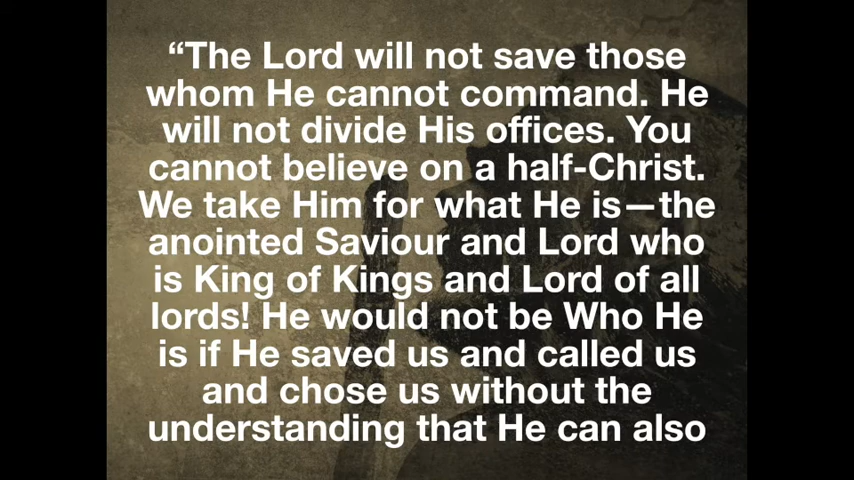 “The Lord will not save those
whom He cannot command. He
will not divide His offices. You
cannot believe on a half-Christ.
We take Him for what He is—the
anointed Saviour and Lord who
is King of Kings and Lord of all
lords! He would not be Who He
is if He saved us and called us
and chose us without the
understanding that He can also